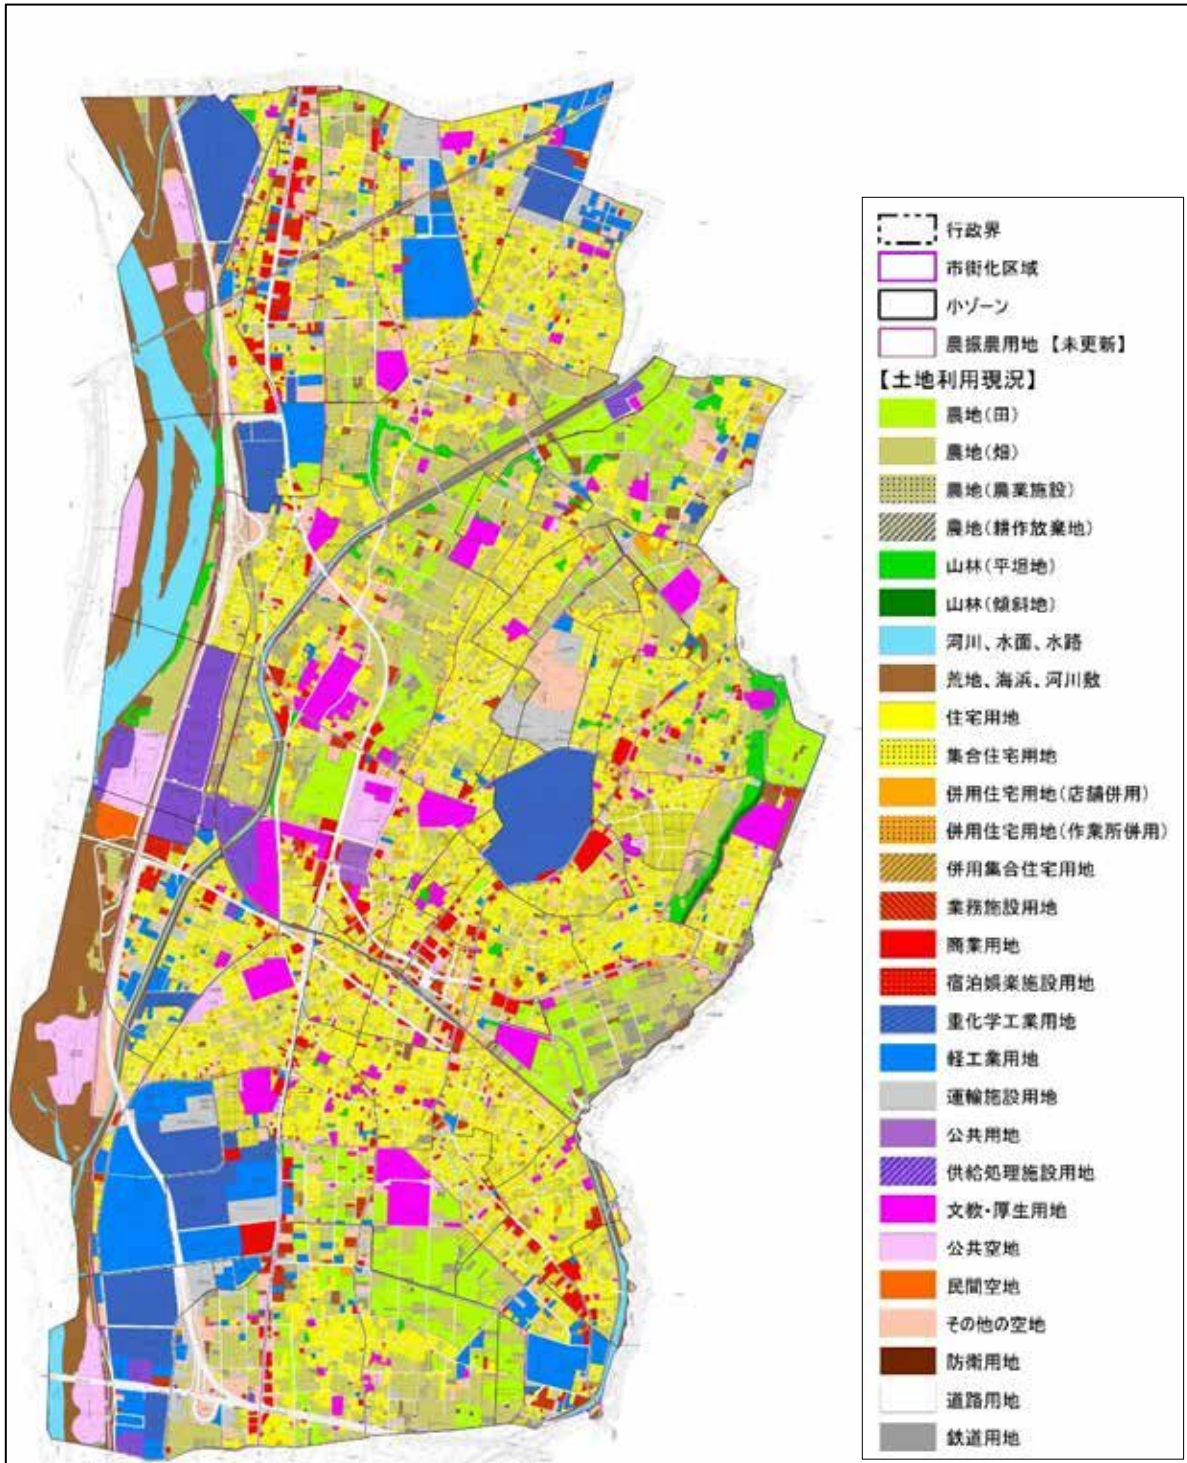 行政界
市街化区域
小ゾーン
農振農用地【未更新】
【土地利用現況】
農地(田)
農地(畑)
農地(農業施設)
農地(耕作放棄地)
山林(平坦地)
山林(傾斜地)
河川、水面、水路
荒地、海浜、河川敷
住宅用地
集合住宅用地
併用住宅用地(店舗併用)
併用住宅用地(作業所併用)
併用集合住宅用地
業務施設用地
商業用地
宿泊娯楽施設用地
重化学工業用地
軽工業用地
運輸施設用地
公共用地
供給処理施設用地
文教・厚生用地
公共空地
民間空地
その他の空地
防衛用地
道路用地
鉄道用地